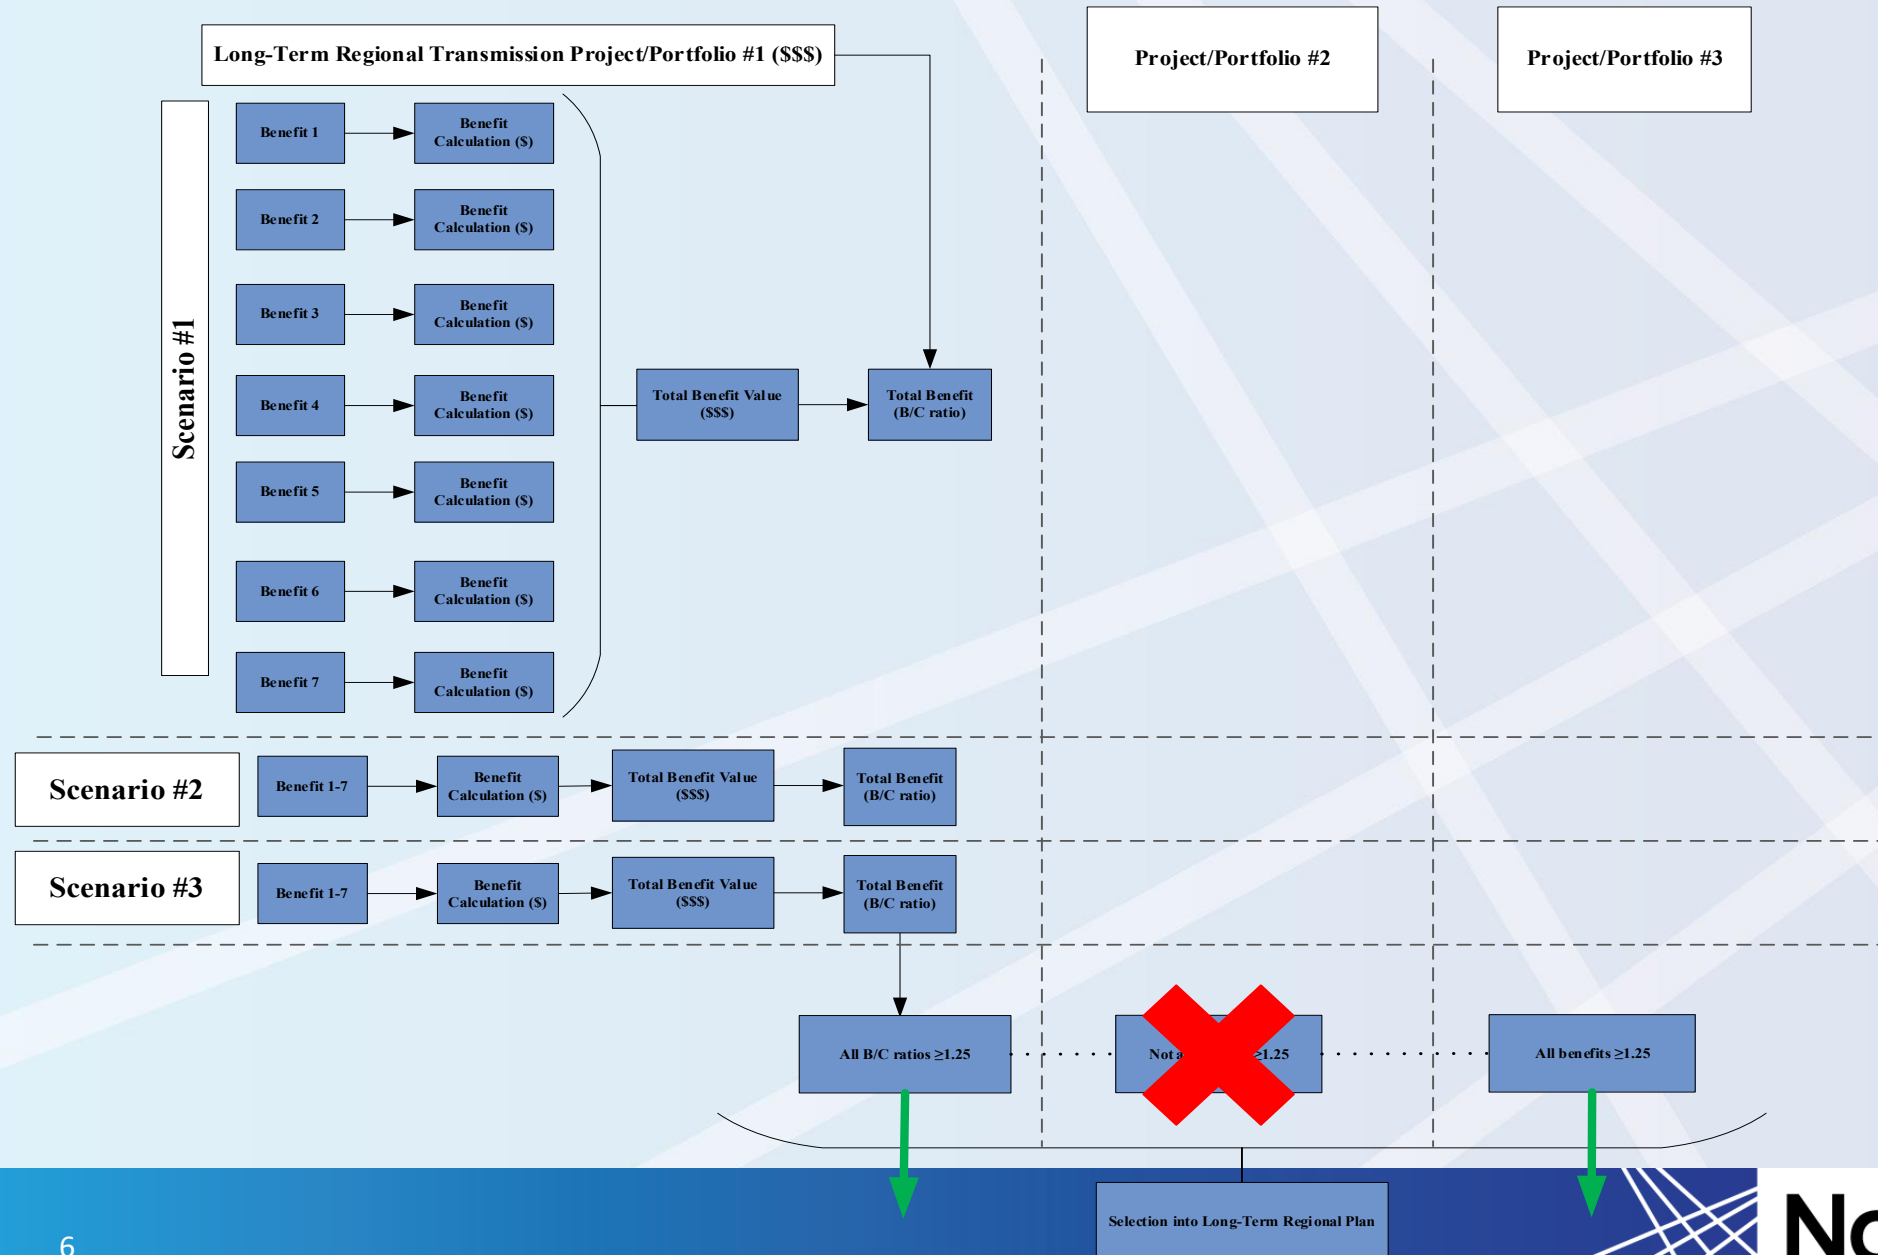 Long-Term Regional Transmission Project/Portfolio #1 ($$$)
Project/Portfolio #2
Project/Portfolio #3
Scenario #1
Benefit 1
Benefit
Calculation ($)
Benefit 2
Benefit
Calculation ($)
Benefit 3
Benefit
Calculation ($)
Benefit 4
Benefit
Calculation ($)
Total Benefit Value
($$$)
Total Benefit
(B/C ratio)
Benefit 5
Benefit
Calculation ($)
Benefit 6
Benefit
Calculation ($)
Benefit 7
Benefit
Calculation ($)
Scenario #2
Benefit 1-7
Benefit
Calculation ($)
Total Benefit Value
($$$)
Total Benefit
(B/C ratio)
Scenario #3
Benefit 1-7
Benefit
Calculation ($)
Total Benefit Value
($$$)
Total Benefit
(B/C ratio)
All B/C ratios ≥1.25
Not ≥1.25
All benefits ≥1.25
Selection into Long-Term Regional Plan
6